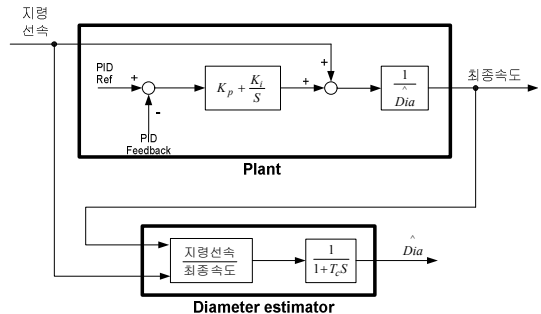 지령
선속
PID
Ref
+
-
PID
Feedback
K_p + K_i/S
+
+
1/Dia^
최종속도
Plant
지령선속
최종속도
1/(1+T_cS)
Dia^
Diameter estimator